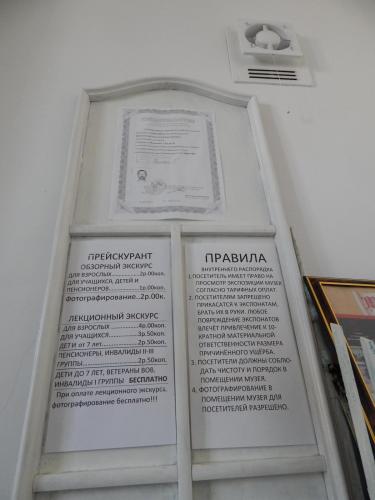 ПРЕЙСКУРАНТ
ОБЗОРНЫЙ ЭКСКУРС
ДЛЯ ВЗРОСЛЫХ...............2р.00коп.
ДЛЯ УЧАЩИХСЯ, ДЕТЕЙ И
ПЕНСИОНЕРОВ...............1р.00коп.
Фотографирование..2р.00к.
ЛЕКЦИОННЫЙ ЭКСКУРС
ДЛЯ ВЗРОСЛЫХ...............4р.00коп.
ДЛЯ УЧАЩИХСЯ...............3р.50коп.
ДЕТИ от 7 лет...............2р.50коп.
ПЕНСИОНЕРЫ, ИНВАЛИДЫ II-III
ГРУППЫ...............2р.50коп.
ДЕТИ ДО 7 ЛЕТ, ВЕТЕРАНЫ ВОВ,
ИНВАЛИДЫ I ГРУППЫ БЕСПЛАТНО
При оплате лекционного экскурса,
фотографирование бесплатно!!!
ПРАВИЛА
ВНУТРЕННЕГО РАСПОРЯДКА
1.ПОСЕТИТЕЛЬ ИМЕЕТ ПРАВО НА
ПРОСМОТР ЭКСПОЗИЦИИ МУЗЕЯ
СОГЛАСНО ТАРИФНЫХ ОПЛАТ.
2. ПОСЕТИТЕЛЯМ ЗАПРЕЩЕНО
ПРИКАСАТСЯ К ЭКСПОНАТАМ,
БРАТЬ ИХ В РУКИ. ЛЮБОЕ
ПОВРЕЖДЕНИЕ ЭКСПОНАТОВ
ВЛЕЧЁТ ПРИВЛЕЧЕНИЕ К 10-
КРАТНОЙ МАТЕРИАЛЬНОЙ
ОТВЕТСТВЕННОСТИ РАЗМЕРА
ПРИЧИНЁННОГО УЩЕРБА.
3. ПОСЕТИТЕЛИ ДОЛЖНЫ СОБЛЮ-
ДАТЬ ЧИСТОТУ И ПОРЯДОК В
ПОМЕЩЕНИИ МУЗЕЯ.
4. ФОТОГРАФИРОВАНИЕ В
ПОМЕЩЕНИИ МУЗЕЯ ДЛЯ
ПОСЕТИТЕЛЕЙ РАЗРЕШЕНО.